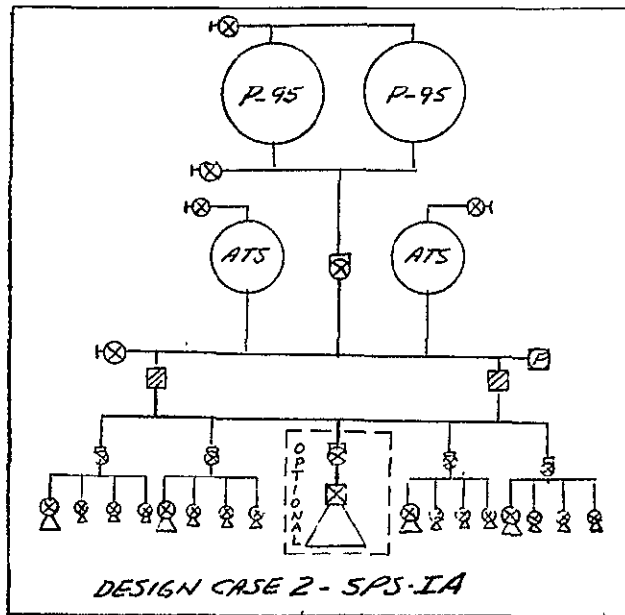 P-95 P-95
ATS ATS
P
OPTIONAL
DESIGN CASE 2 - SPS-IA